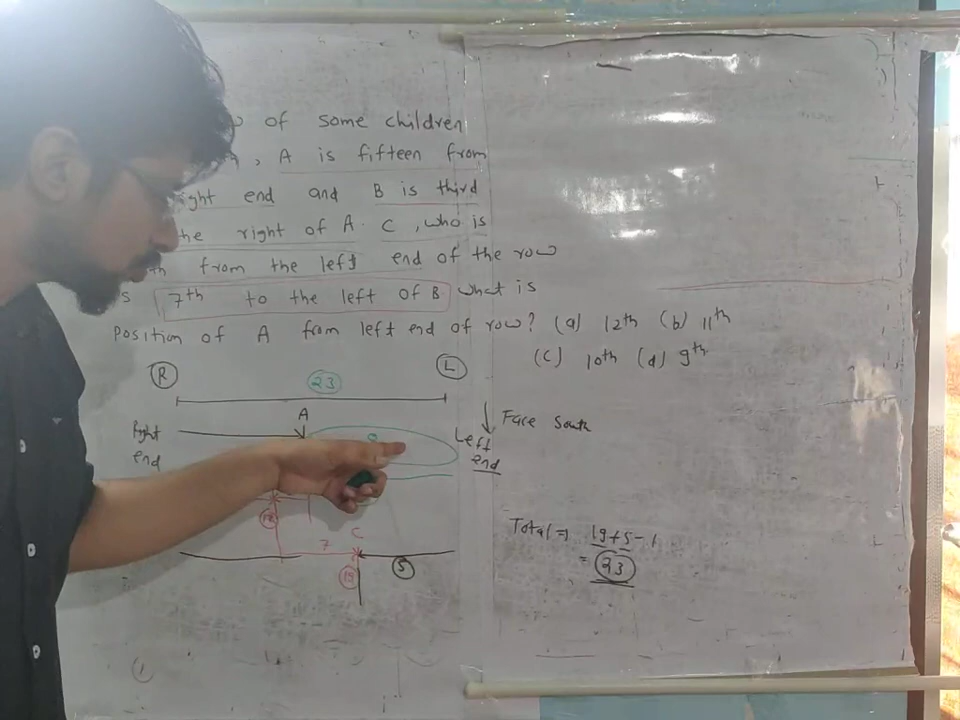 of some children
, A is fifteen from
ight end and B is third
he right of A. C, who is
th from the left end of the row
s 7th to the left of B what is
Position of A from left end of row? (a) 12th (b) 11th
(c) 10th (d) 9th
R 23 L
A
Right end
Left end
Face South
C
7
19
5
Total => 19+5-1
= 23